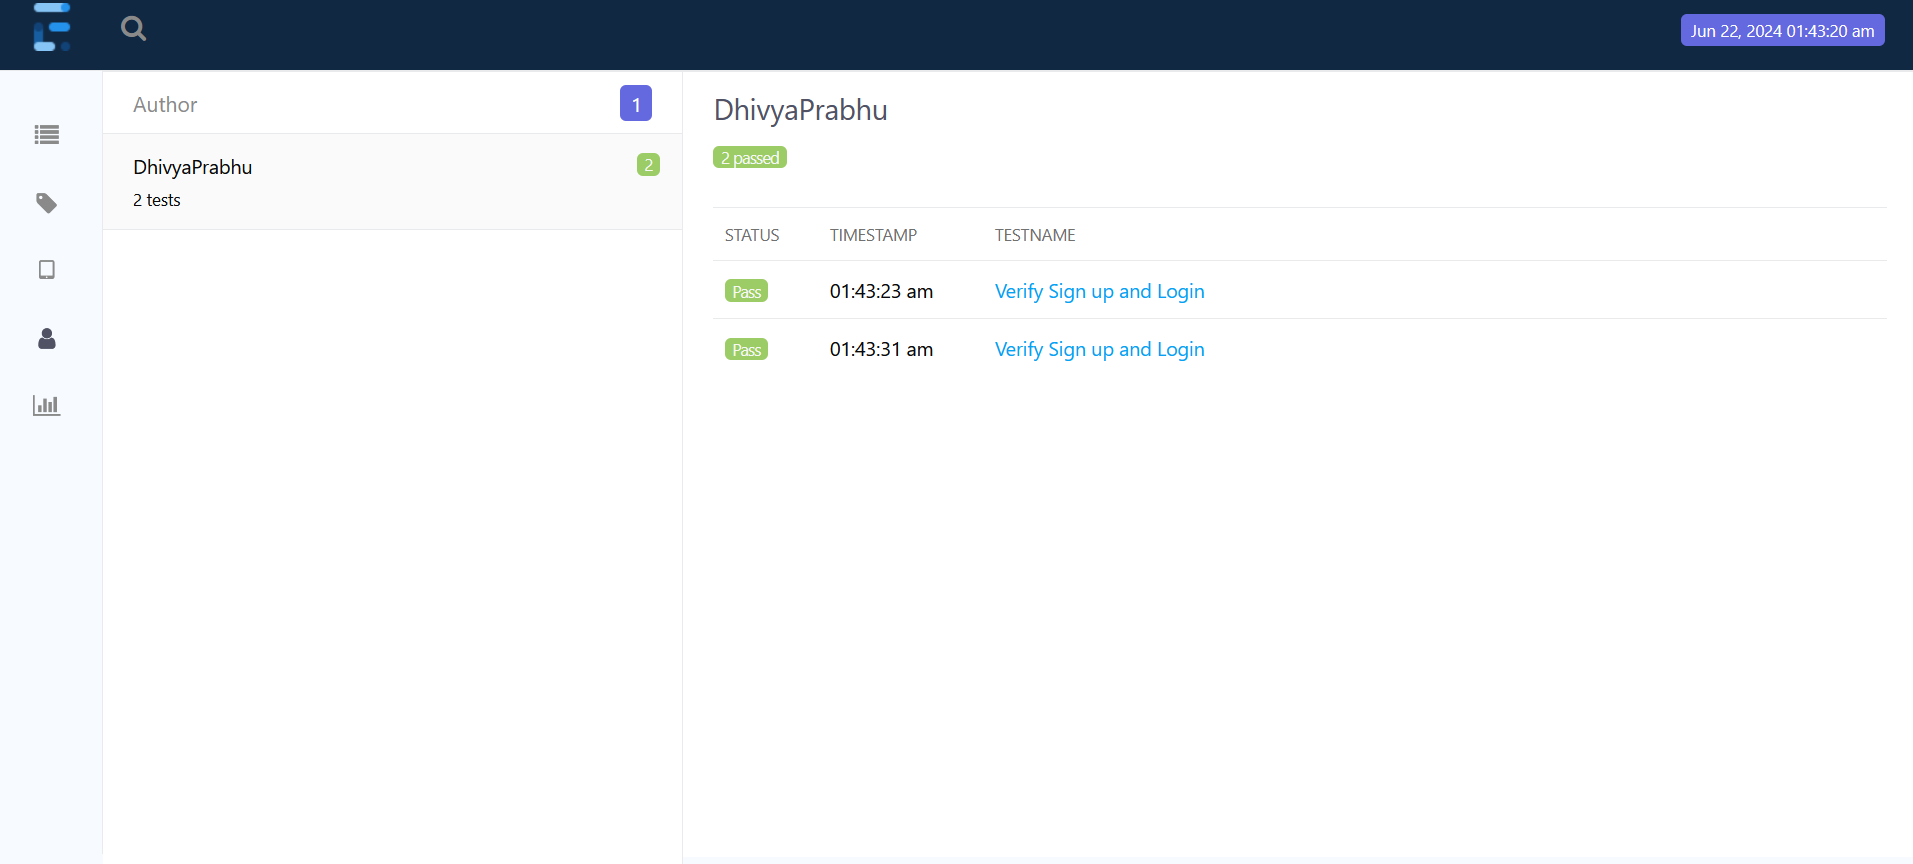 Jun 22, 2024 01:43:20 am
Author 1
DhivyaPrabhu 2
2 tests
DhivyaPrabhu
2 passed
STATUS TIMESTAMP TESTNAME
Pass 01:43:23 am Verify Sign up and Login
Pass 01:43:31 am Verify Sign up and Login